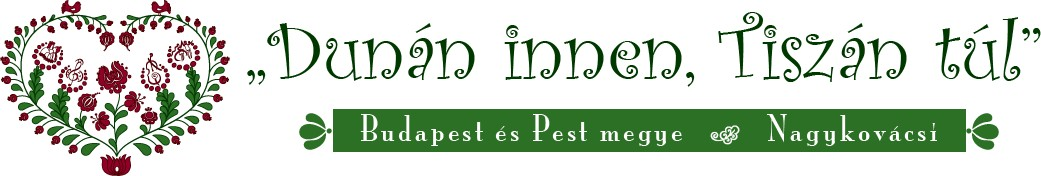 „Dunán innen, Tiszán túl”
Budapest és Pest megye Nagykovácsi